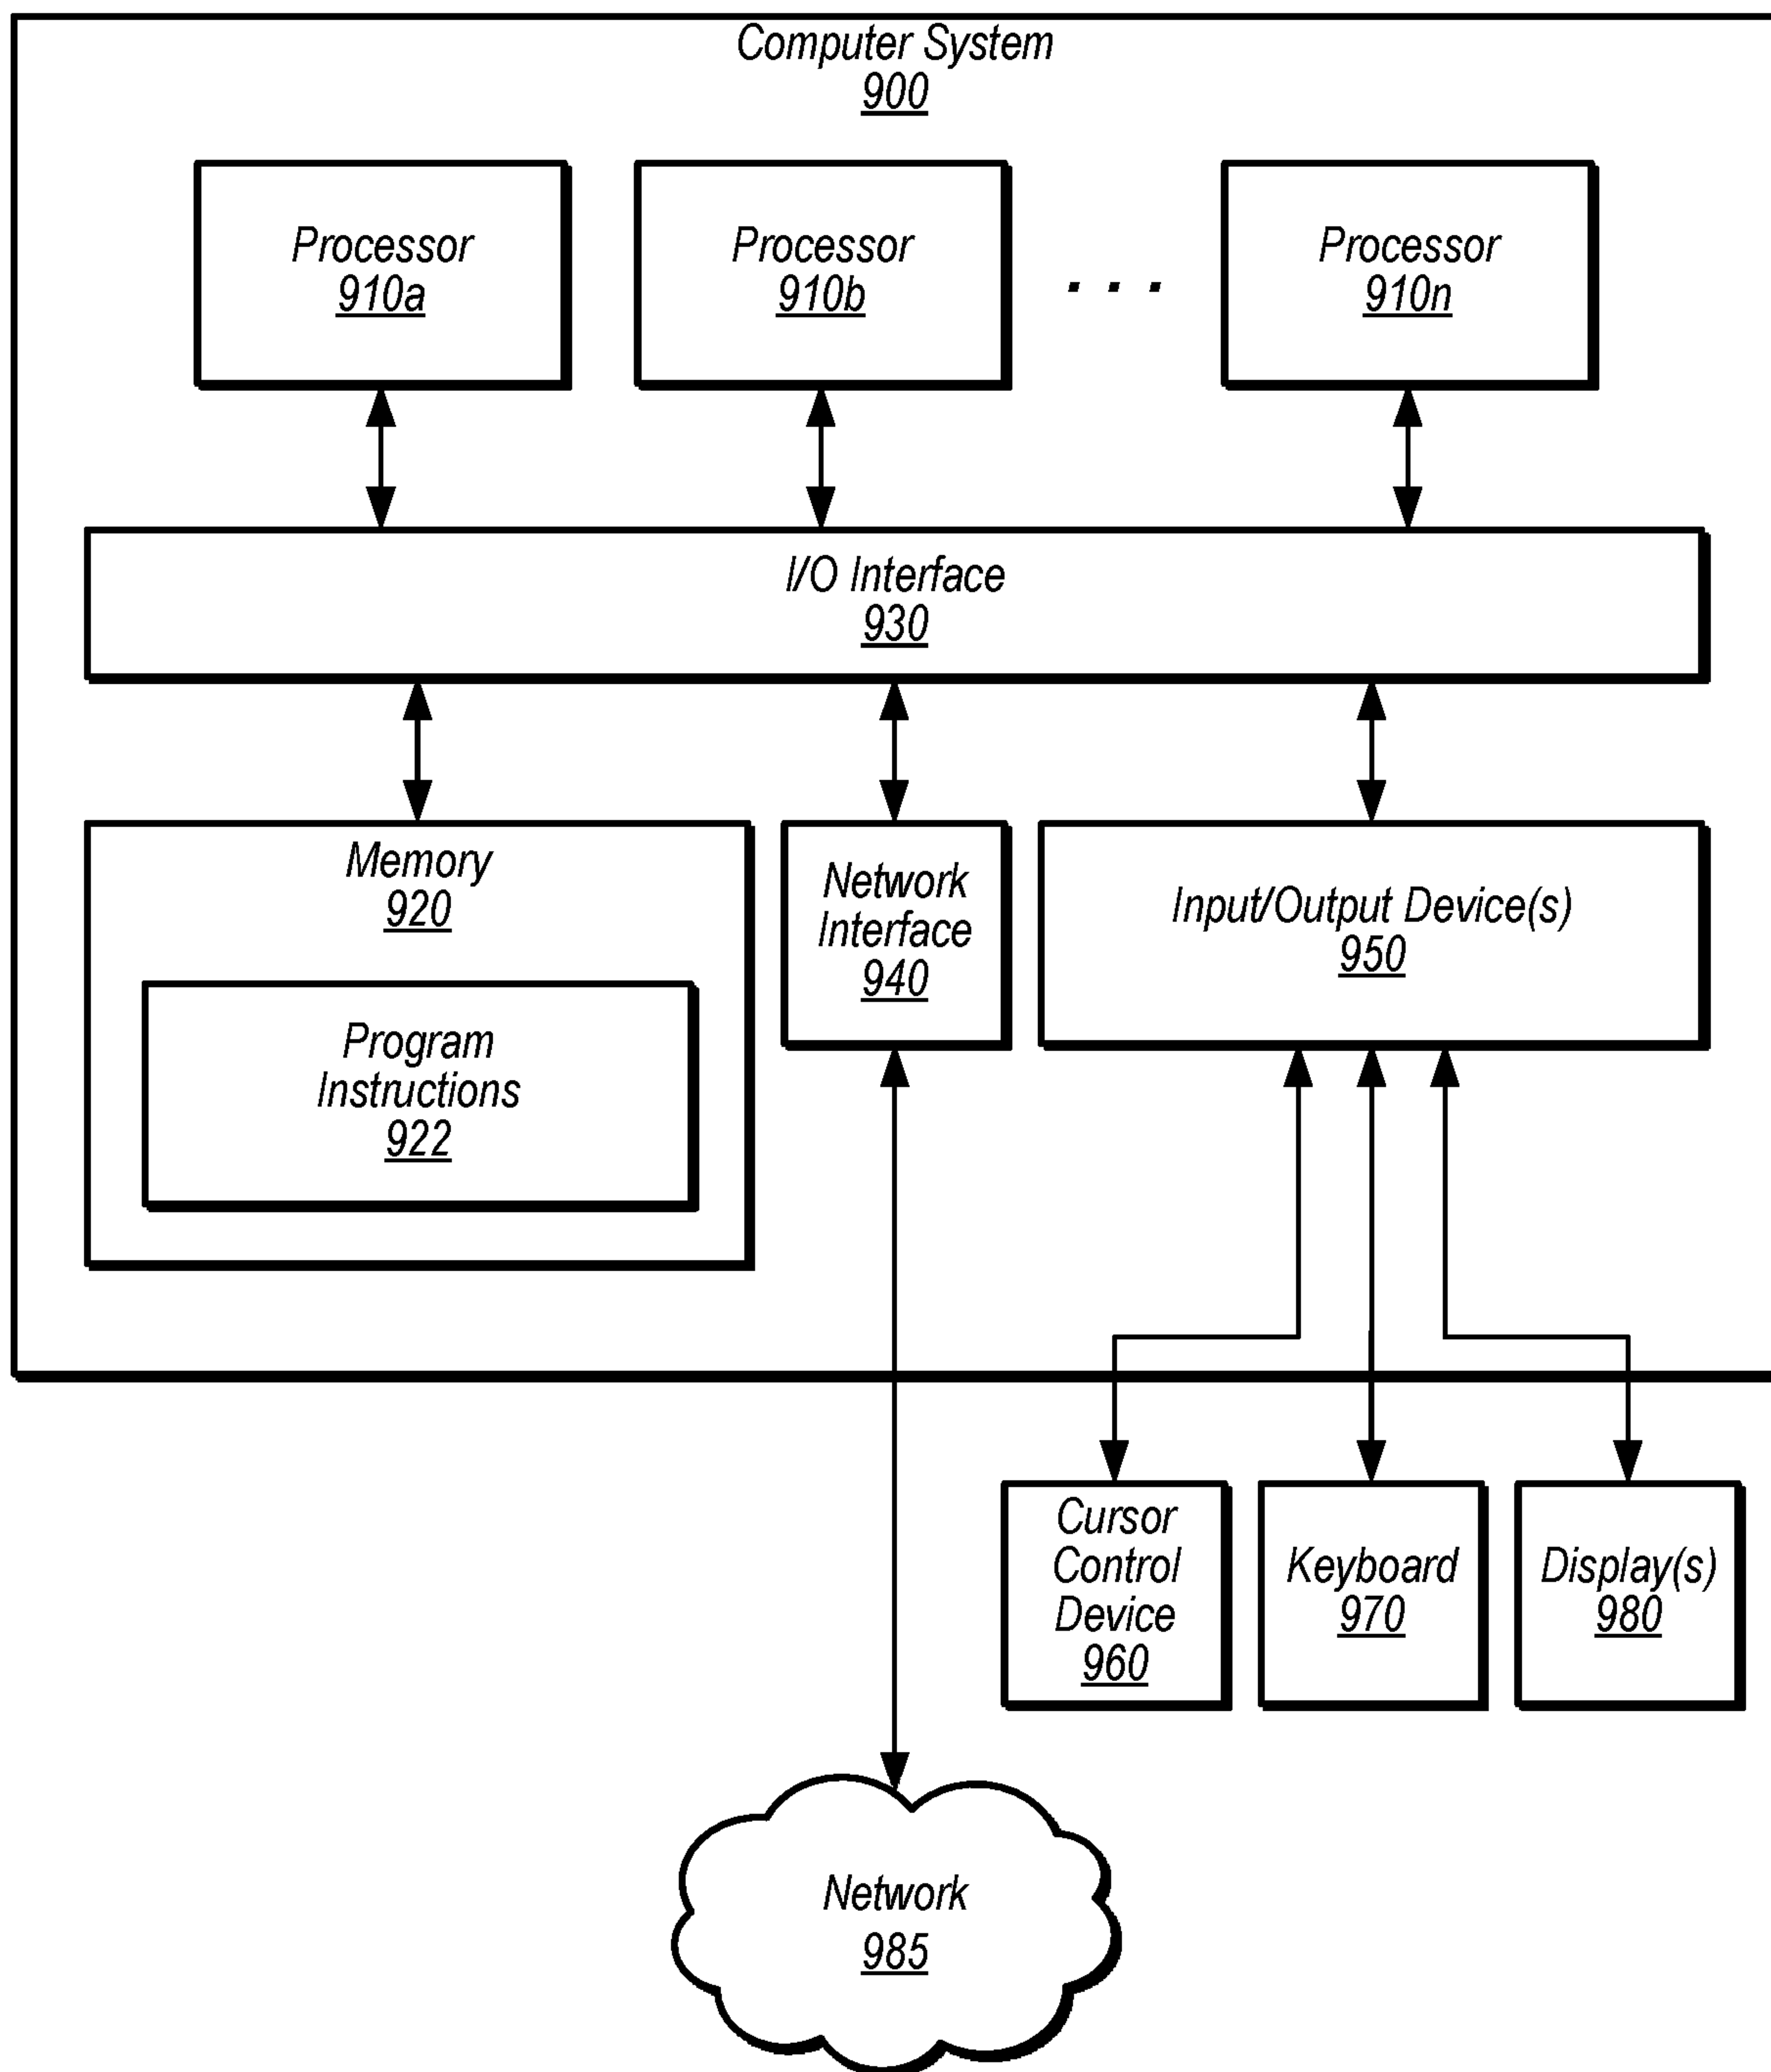 Computer System
900
Processor
910a
Processor
910b
. . .
Processor
910n
I/O Interface
930
Memory
920
Program
Instructions
922
Network
Interface
940
Input/Output Device(s)
950
Cursor
Control
Device
960
Keyboard
970
Display(s)
980
Network
985